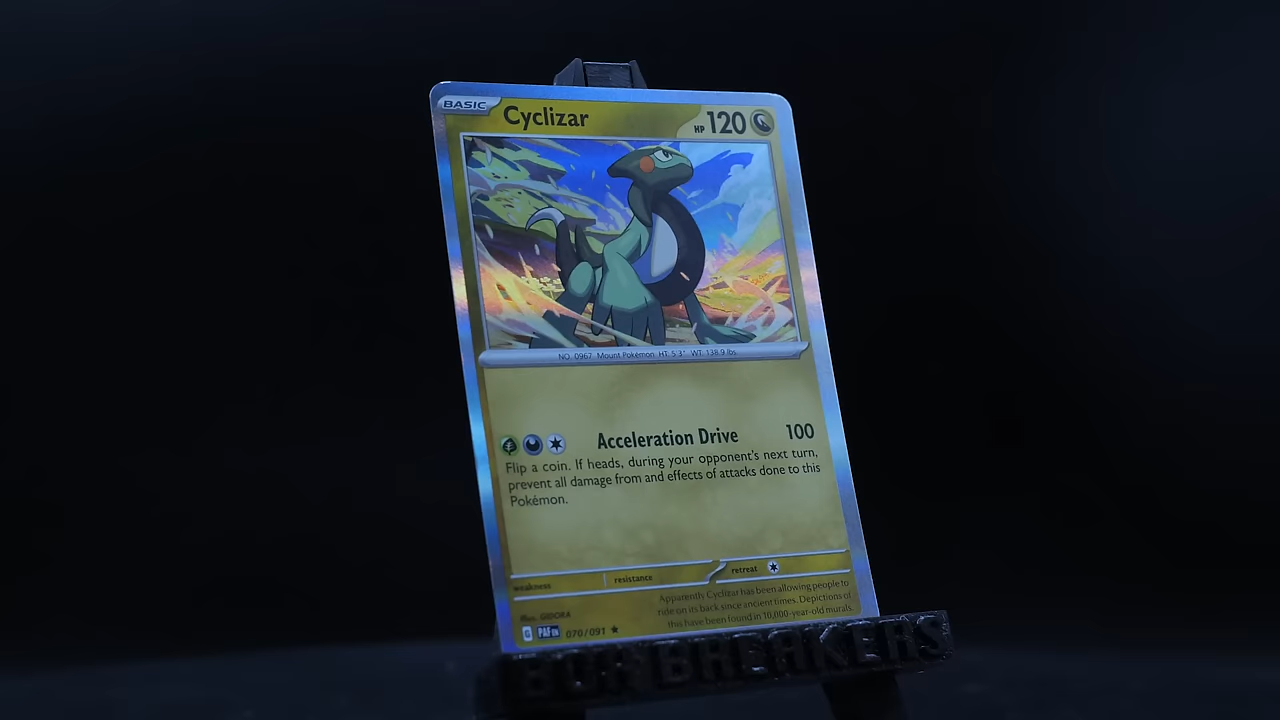 BASIC Cyclizar HP 120
NO. 0967 Mount Pokémon HT: 5'3" WT: 138.9 lbs.
Acceleration Drive 100
Flip a coin. If heads, during your opponent's next turn,
prevent all damage from and effects of attacks done to this
Pokémon.
weakness resistance retreat
Apparently Cyclizar has been allowing people to
ride on its back since ancient times. Depictions of
this have been found in 10,000-year-old murals.
Illus. GIDORA
G PAF EN 070/091
BREAKERS